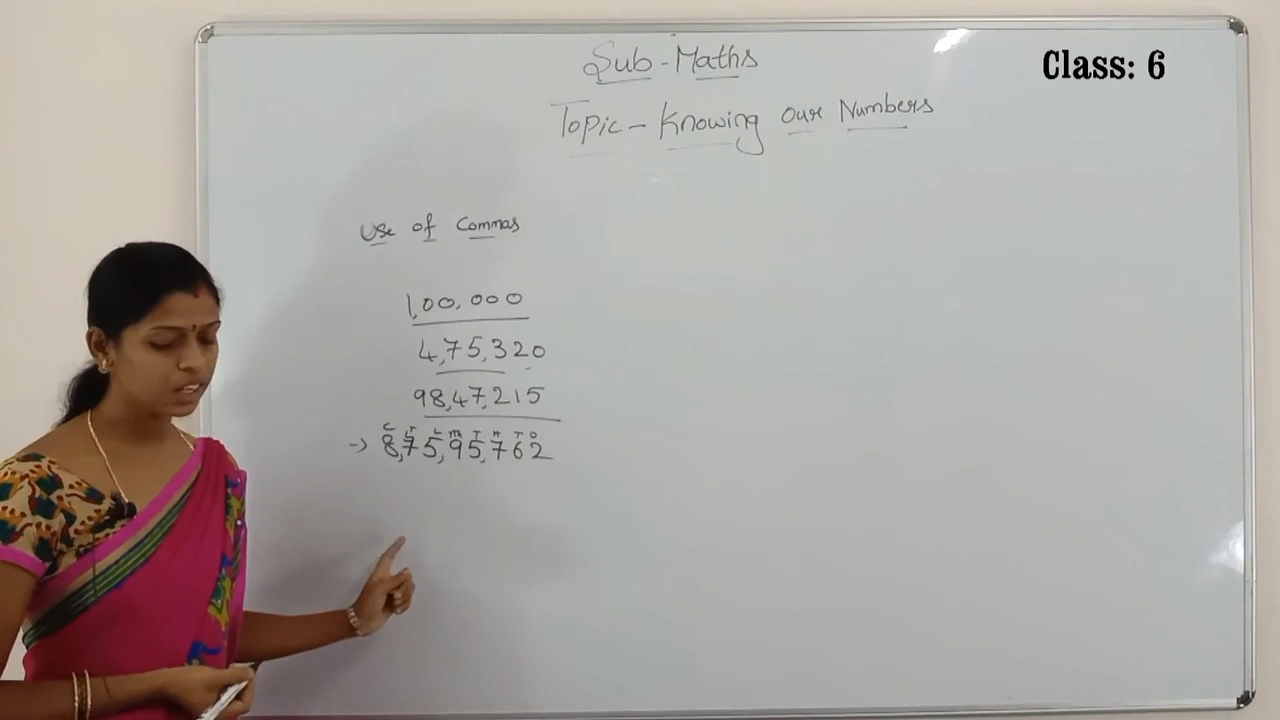 Sub-Maths
Class: 6
Topic - Knowing Our Numbers
Use of Commas
1,00,000
4,75,320
98,47,215
C T L M T H T O
→ 8,75,95,762